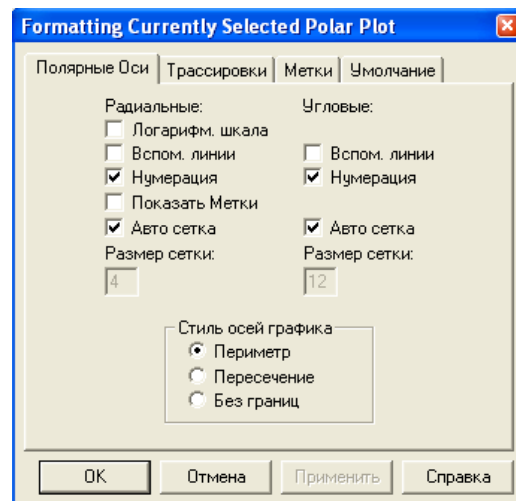 Formatting Currently Selected Polar Plot
Полярные Оси Трассировки Метки Умолчание
Радиальные: Угловые:
Логарифм. шкала
Вспом. линии Вспом. линии
Нумерация Нумерация
Показать Метки
Авто сетка Авто сетка
Размер сетки: Размер сетки:
4 12
Стиль осей графика
Периметр
Пересечение
Без границ
OK Отмена Применить Справка